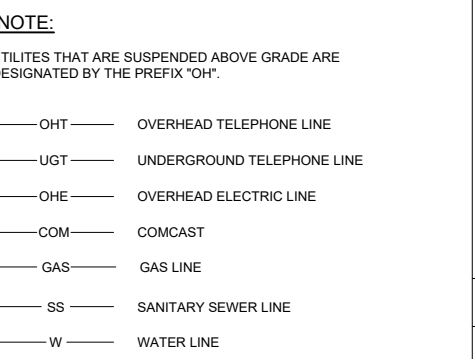 NOTE:
TILITES THAT ARE SUSPENDED ABOVE GRADE ARE
ESIGNATED BY THE PREFIX "OH".
OHT OVERHEAD TELEPHONE LINE
UGT UNDERGROUND TELEPHONE LINE
OHE OVERHEAD ELECTRIC LINE
COM COMCAST
GAS GAS LINE
SS SANITARY SEWER LINE
W WATER LINE